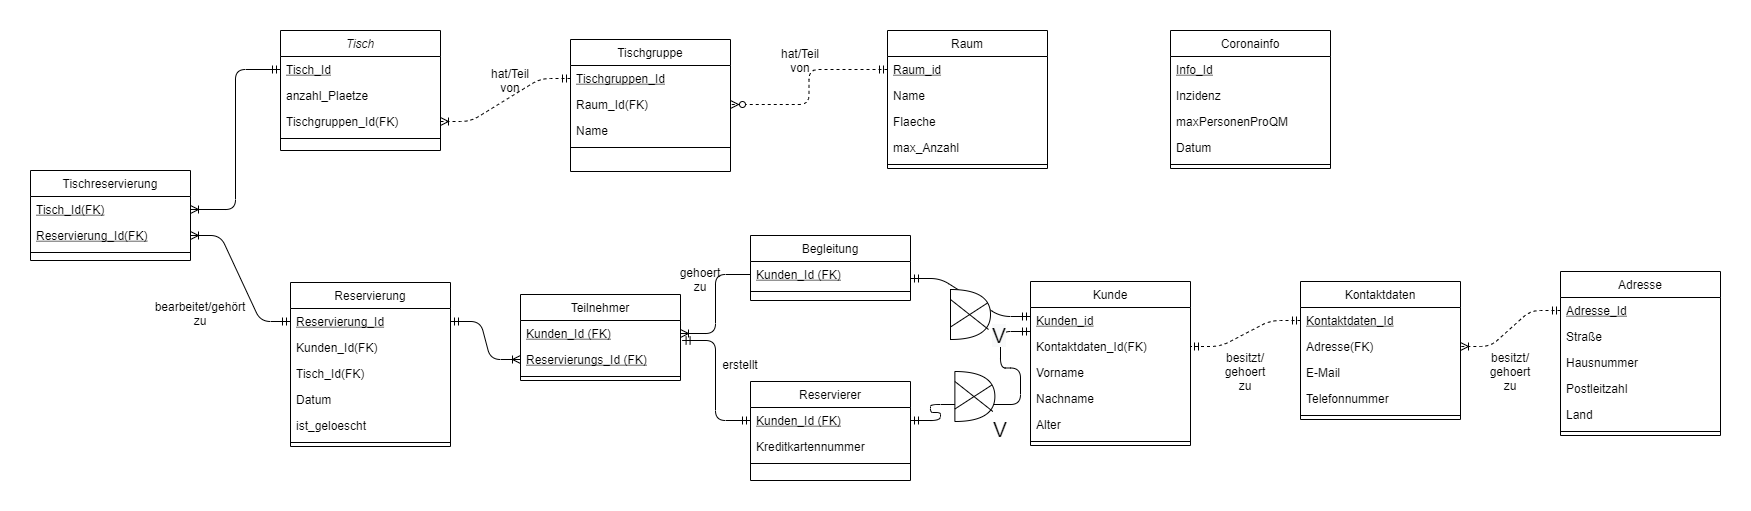 Tisch
Tisch_Id
anzahl_Plaetze
Tischgruppen_Id(FK)
hat/Teil
von
Tischgruppe
Tischgruppen_Id
Raum_Id(FK)
Name
hat/Teil
von
Raum
Raum_id
Name
Flaeche
max_Anzahl
Coronainfo
Info_Id
Inzidenz
maxPersonenProQM
Datum
Tischreservierung
Tisch_Id(FK)
Reservierung_Id(FK)
bearbeitet/gehört
zu
Reservierung
Reservierung_Id
Kunden_Id(FK)
Tisch_Id(FK)
Datum
ist_geloescht
Teilnehmer
Kunden_Id (FK)
Reservierungs_Id (FK)
gehoert
zu
erstellt
Begleitung
Kunden_Id (FK)
Reservierer
Kunden_Id (FK)
Kreditkartennummer
V
V
Kunde
Kunden_id
Kontaktdaten_Id(FK)
Vorname
Nachname
Alter
besitzt/
gehoert
zu
Kontaktdaten
Kontaktdaten_Id
Adresse(FK)
E-Mail
Telefonnummer
besitzt/
gehoert
zu
Adresse
Adresse_Id
Straße
Hausnummer
Postleitzahl
Land